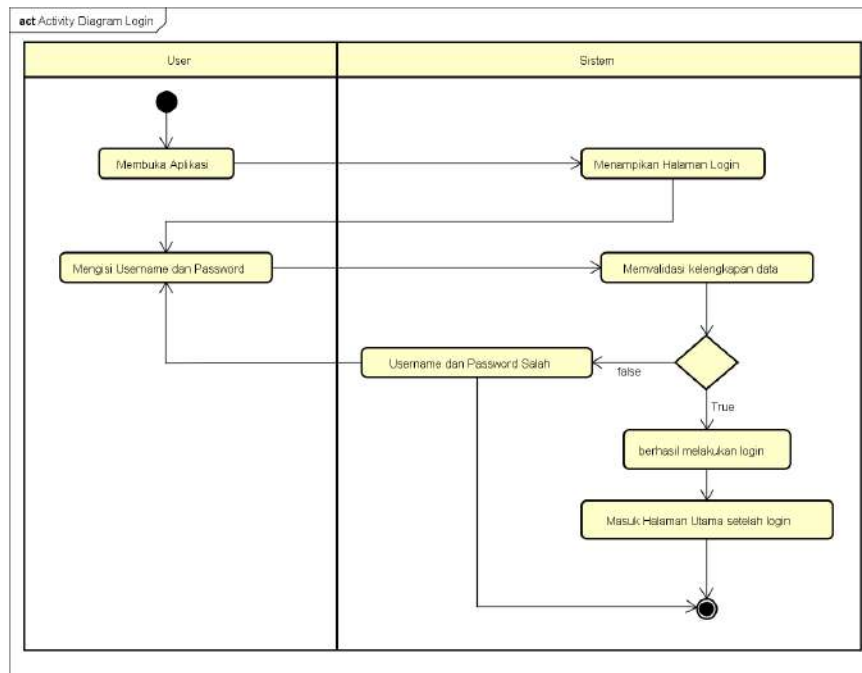 act Activity Diagram Login
User
Sistem
Membuka Aplikasi
Menampikan Halaman Login
Mengisi Username dan Password
Memvalidasi kelengkapan data
Username dan Password Salah
false
True
berhasil melakukan login
Masuk Halaman Utama setelah login